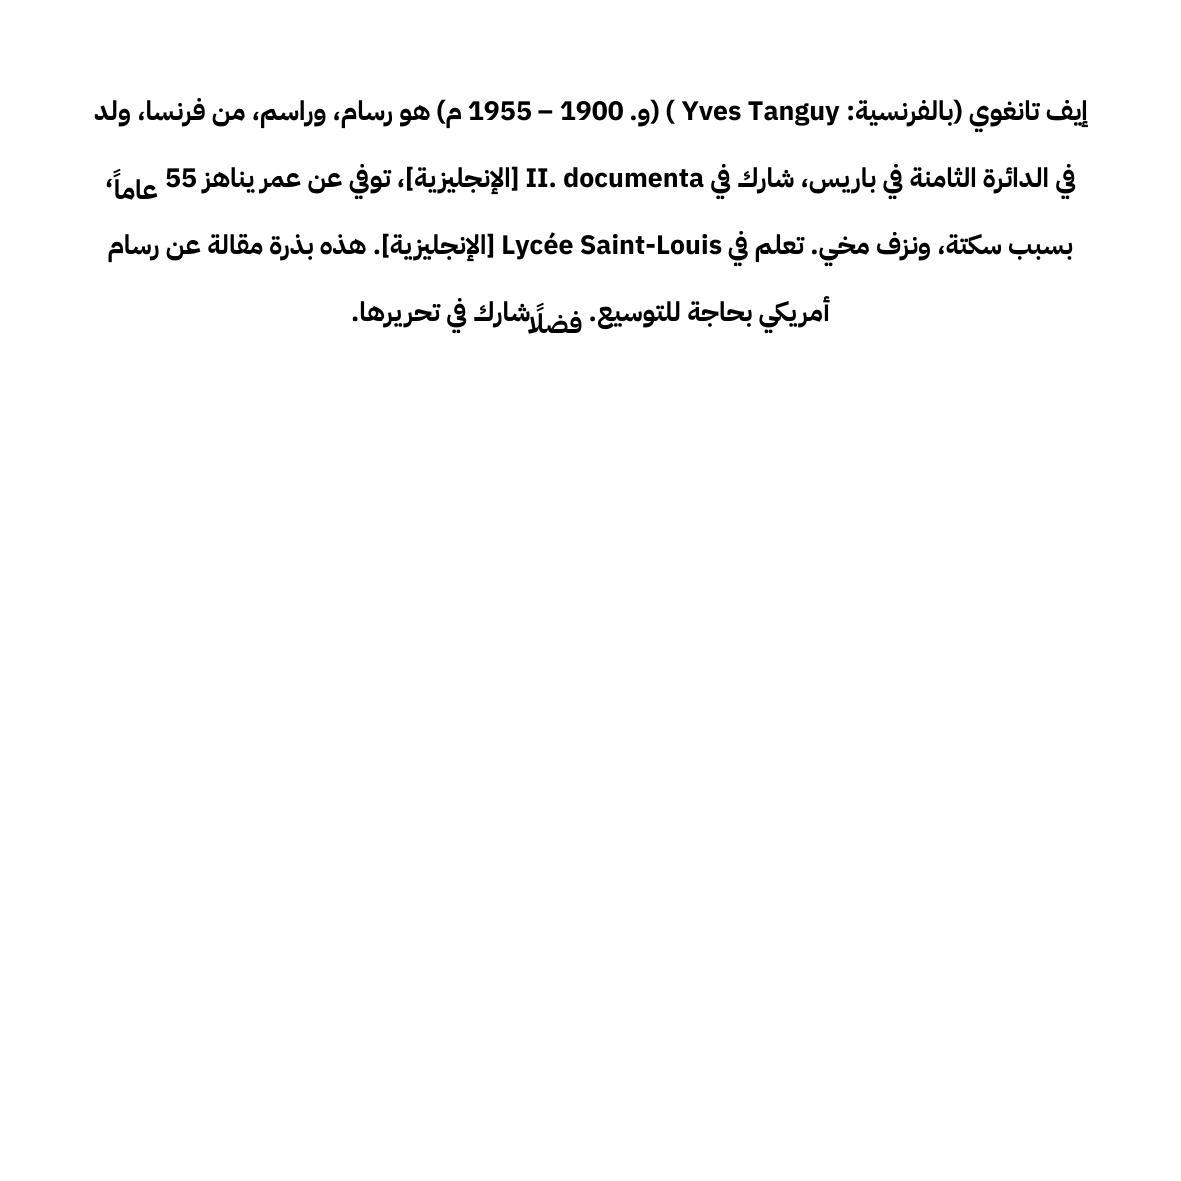 إيف تانغوي (بالفرنسية: Yves Tanguy ) (و. 1900 – 1955 م) هو رسام، وراسم، من فرنسا، ولد
في الدائرة الثامنة في باريس، شارك في II. documenta [الإنجليزية]، توفي عن عمر يناهز 55 عاماً،
بسبب سكتة، ونزف مخي. تعلم في Lycée Saint-Louis [الإنجليزية]. هذه بذرة مقالة عن رسام
أمريكي بحاجة للتوسيع. فضلًا شارك في تحريرها.